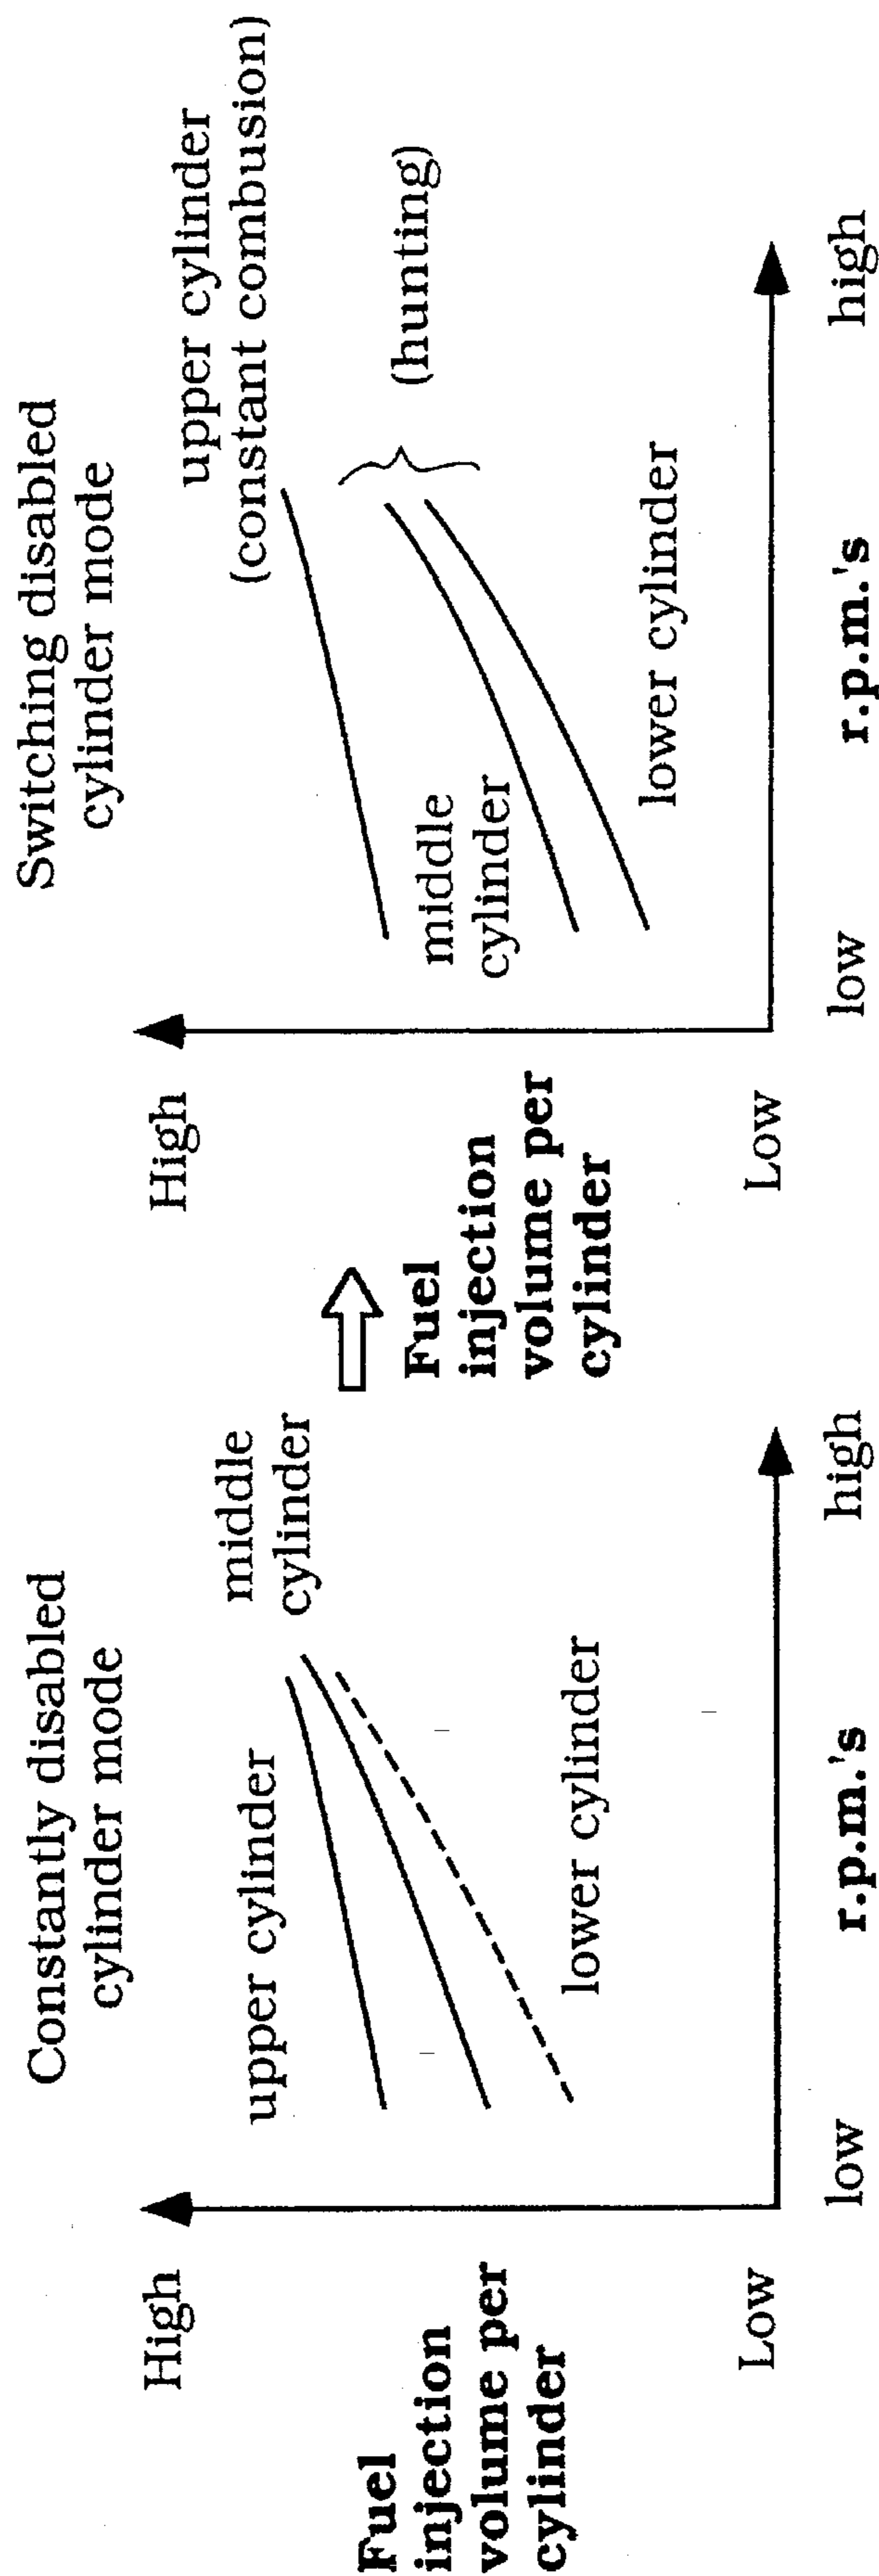 Constantly disabled
cylinder mode
High
upper cylinder
middle
cylinder
Fuel
injection
volume per
cylinder
lower cylinder
Low
low
r.p.m.'s
high
Switching disabled
cylinder mode
High
upper cylinder
(constant combusion)
(hunting)
middle
cylinder
Fuel
injection
volume per
cylinder
lower cylinder
Low
low
r.p.m.'s
high